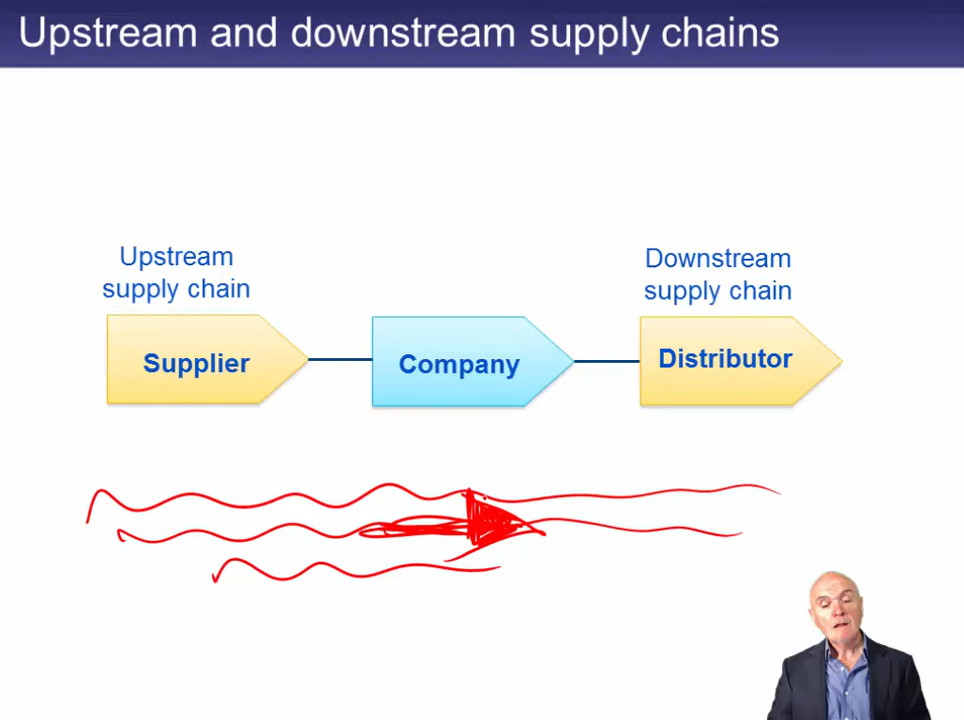 Upstream and downstream supply chains
Upstream
supply chain
Downstream
supply chain
Supplier
Company
Distributor